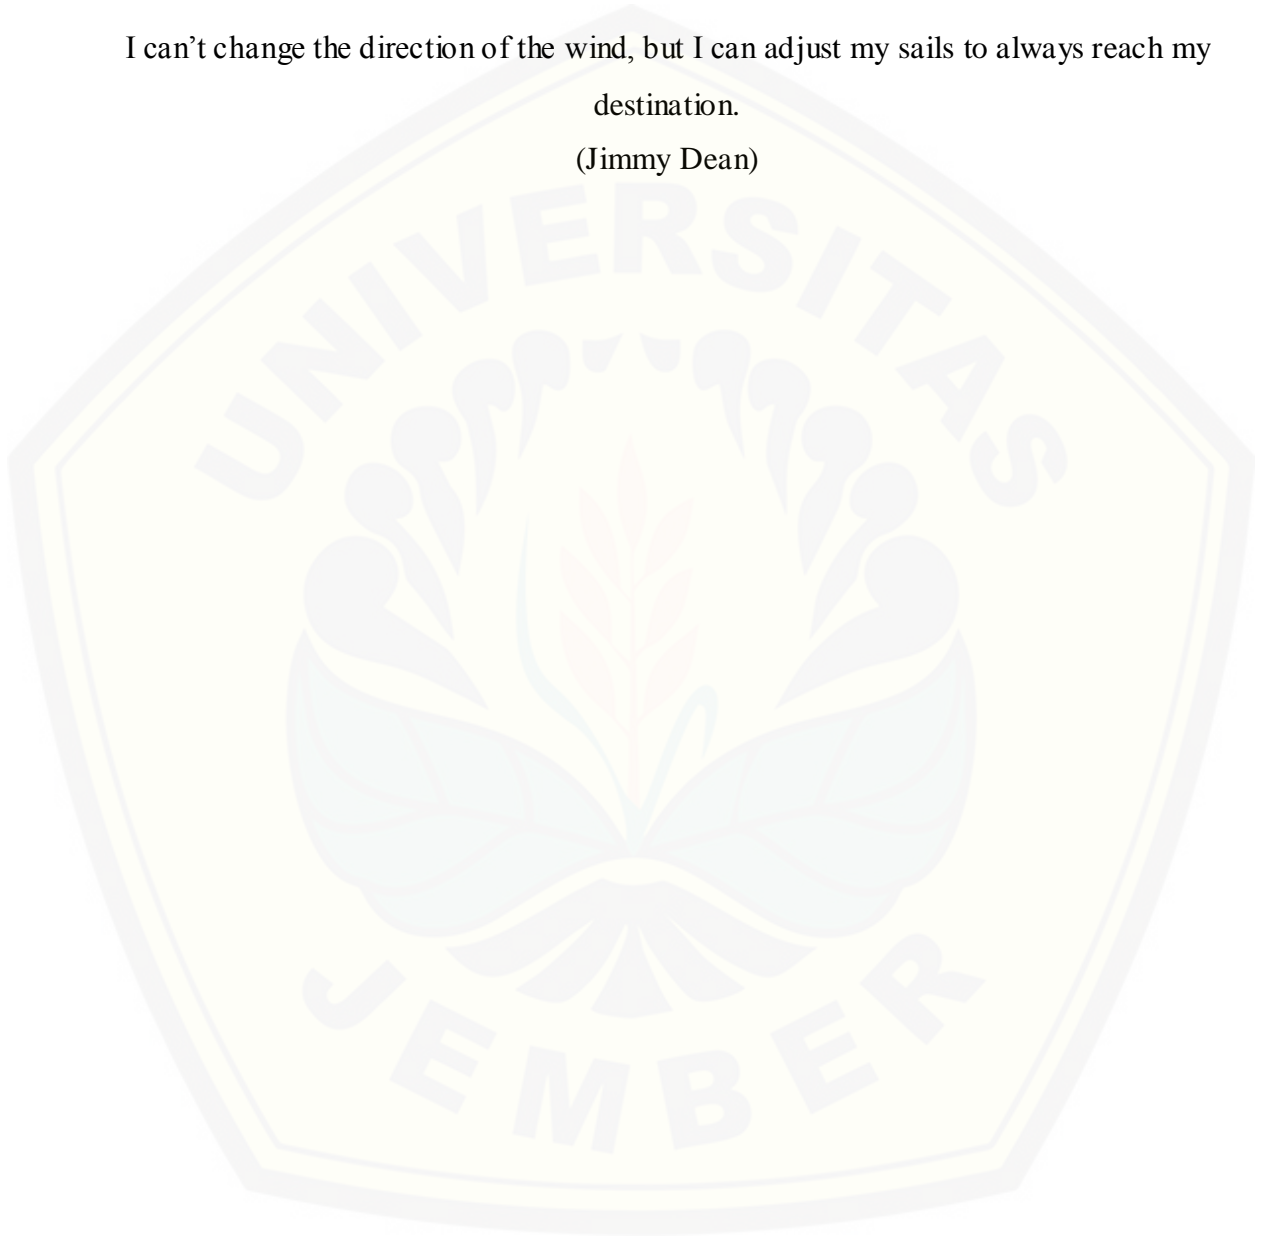 I can’t change the direction of the wind, but I can adjust my sails to always reach my
destination.
(Jimmy Dean)
UNIVERSITAS
JEMBER